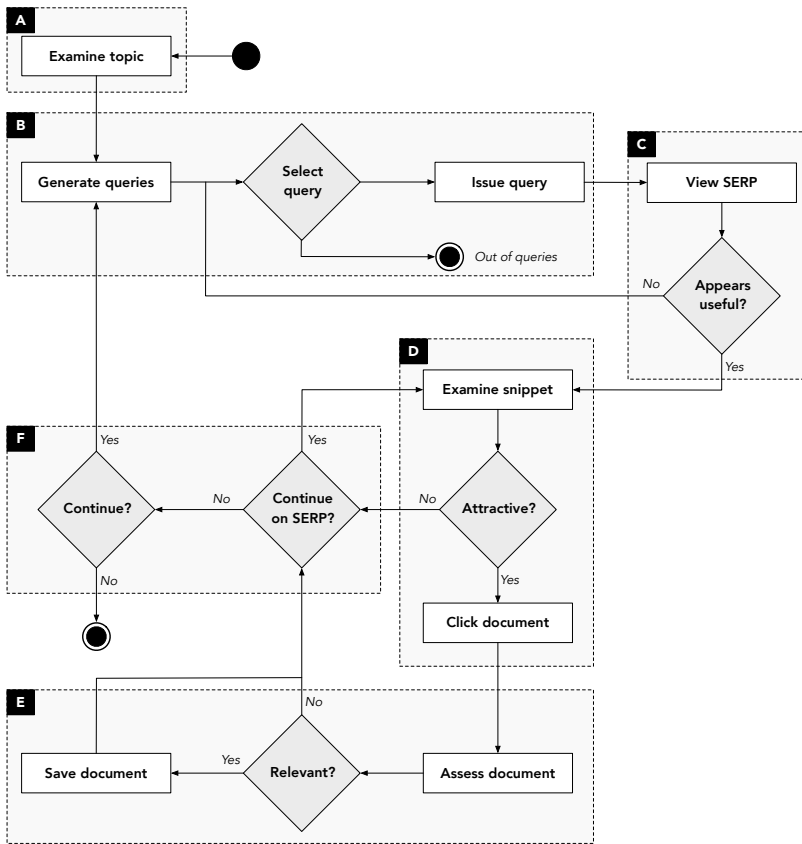 A
Examine topic
B
Generate queries
Select
query
Issue query
Out of queries
C
View SERP
Appears
useful?
No
Yes
D
Examine snippet
Attractive?
No
Yes
Click document
F
Continue?
Yes
No
No
Continue
on SERP?
Yes
E
Save document
Yes
Relevant?
No
Assess document